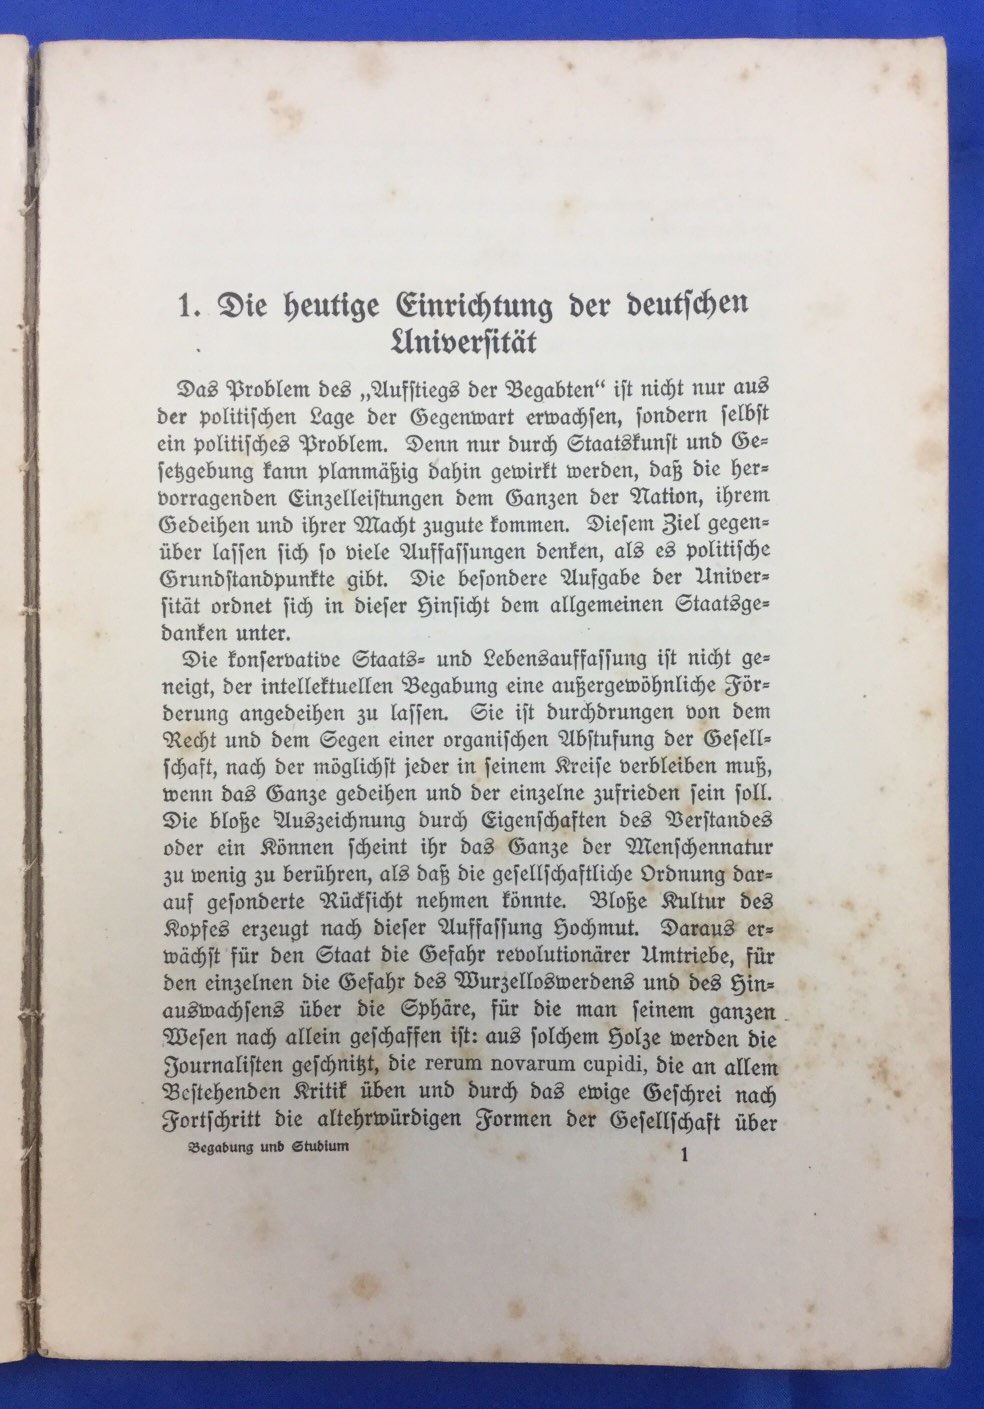 1. Die heutige Einrichtung der deutschen
Universität
Das Problem des „Aufstiegs der Begabten“ ist nicht nur aus
der politischen Lage der Gegenwart erwachsen, sondern selbst
ein politisches Problem. Denn nur durch Staatskunst und Ge-
setzgebung kann planmäßig dahin gewirkt werden, daß die her-
vorragenden Einzelleistungen dem Ganzen der Nation, ihrem
Gedeihen und ihrer Macht zugute kommen. Diesem Ziel gegen-
über lassen sich so viele Auffassungen denken, als es politische
Grundstandpunkte gibt. Die besondere Aufgabe der Univer-
sität ordnet sich in dieser Hinsicht dem allgemeinen Staatsge-
danken unter.
Die konservative Staats- und Lebensauffassung ist nicht ge-
neigt, der intellektuellen Begabung eine außergewöhnliche För-
derung angedeihen zu lassen. Sie ist durchdrungen von dem
Recht und dem Segen einer organischen Abstufung der Gesell-
schaft, nach der möglichst jeder in seinem Kreise verbleiben muß,
wenn das Ganze gedeihen und der einzelne zufrieden sein soll.
Die bloße Auszeichnung durch Eigenschaften des Verstandes
oder ein Können scheint ihr das Ganze der Menschennatur
zu wenig zu berühren, als daß die gesellschaftliche Ordnung dar-
auf gesonderte Rücksicht nehmen könnte. Bloße Kultur des
Kopfes erzeugt nach dieser Auffassung Hochmut. Daraus er-
wächst für den Staat die Gefahr revolutionärer Umtriebe, für
den einzelnen die Gefahr des Wurzelloswerdens und des Hin-
auswachsens über die Sphäre, für die man seinem ganzen
Wesen nach allein geschaffen ist: aus solchem Holze werden die
Journalisten geschnitzt, die rerum novarum cupidi, die an allem
Bestehenden Kritik üben und durch das ewige Geschrei nach
Fortschritt die altehrwürdigen Formen der Gesellschaft über
Begabung und Studium 1